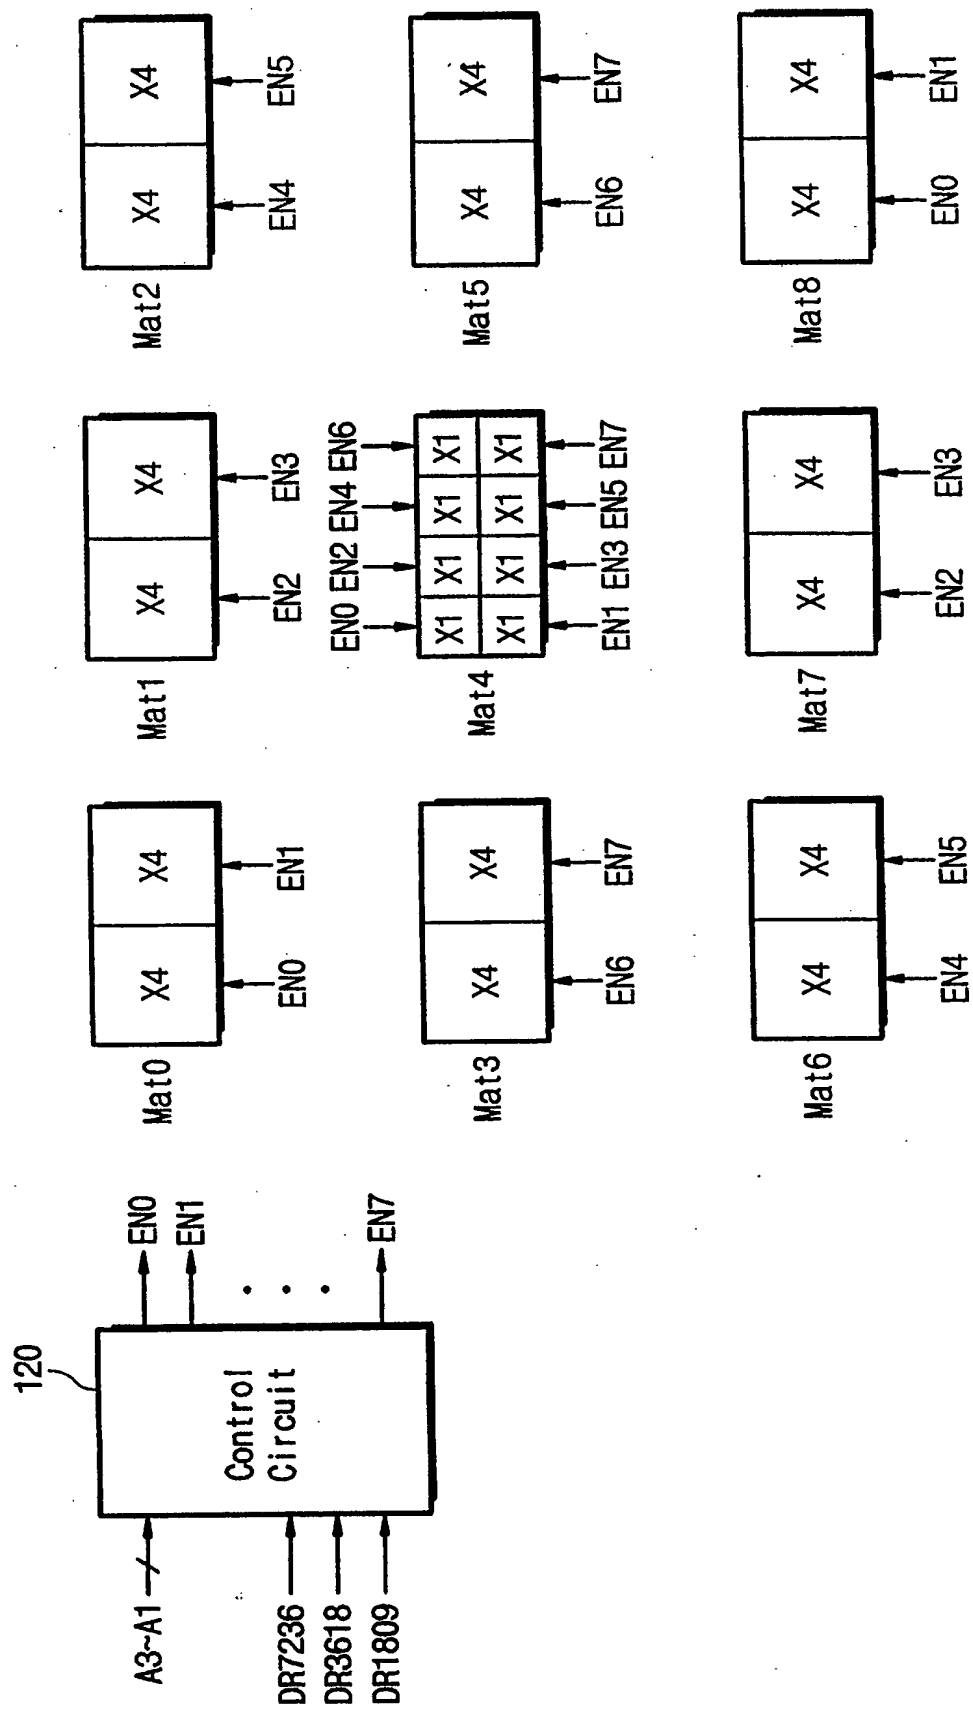 120
A3~A1
DR7236
DR3618
DR1809
Control
Circuit
EN0
EN1
EN7
X4 X4
EN0 EN1
Mat0
X4 X4
EN2 EN3
Mat1
X4 X4
EN4 EN5
Mat2
X4 X4
EN6 EN7
Mat3
EN0 EN2 EN4 EN6
X1 X1 X1 X1
X1 X1 X1 X1
EN1 EN3 EN5 EN7
Mat4
X4 X4
EN6 EN7
Mat5
X4 X4
EN4 EN5
Mat6
X4 X4
EN2 EN3
Mat7
X4 X4
EN0 EN1
Mat8